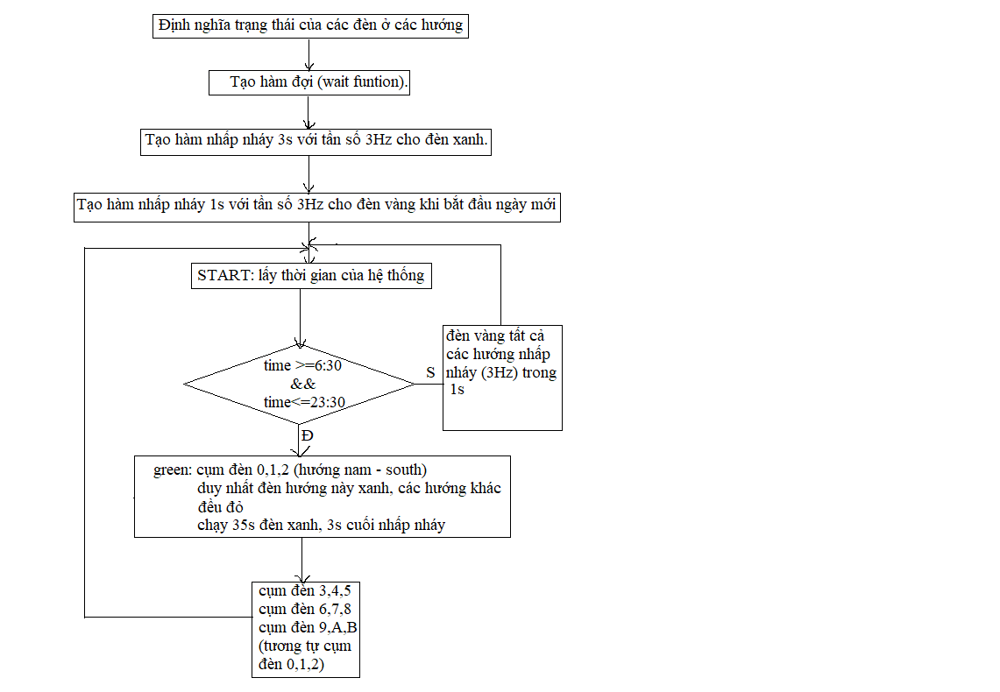 Định nghĩa trạng thái của các đèn ở các hướng
Tạo hàm đợi (wait funtion).
Tạo hàm nhấp nháy 3s với tần số 3Hz cho đèn xanh.
Tạo hàm nhấp nháy 1s với tần số 3Hz cho đèn vàng khi bắt đầu ngày mới
START: lấy thời gian của hệ thống
time >=6:30
&&
time<=23:30
S
đèn vàng tất cả
các hướng nhấp
nháy (3Hz) trong
1s
Đ
green: cụm đèn 0,1,2 (hướng nam - south)
duy nhất đèn hướng này xanh, các hướng khác
đều đỏ
chạy 35s đèn xanh, 3s cuối nhấp nháy
cụm đèn 3,4,5
cụm đèn 6,7,8
cụm đèn 9,A,B
(tương tự cụm
đèn 0,1,2)